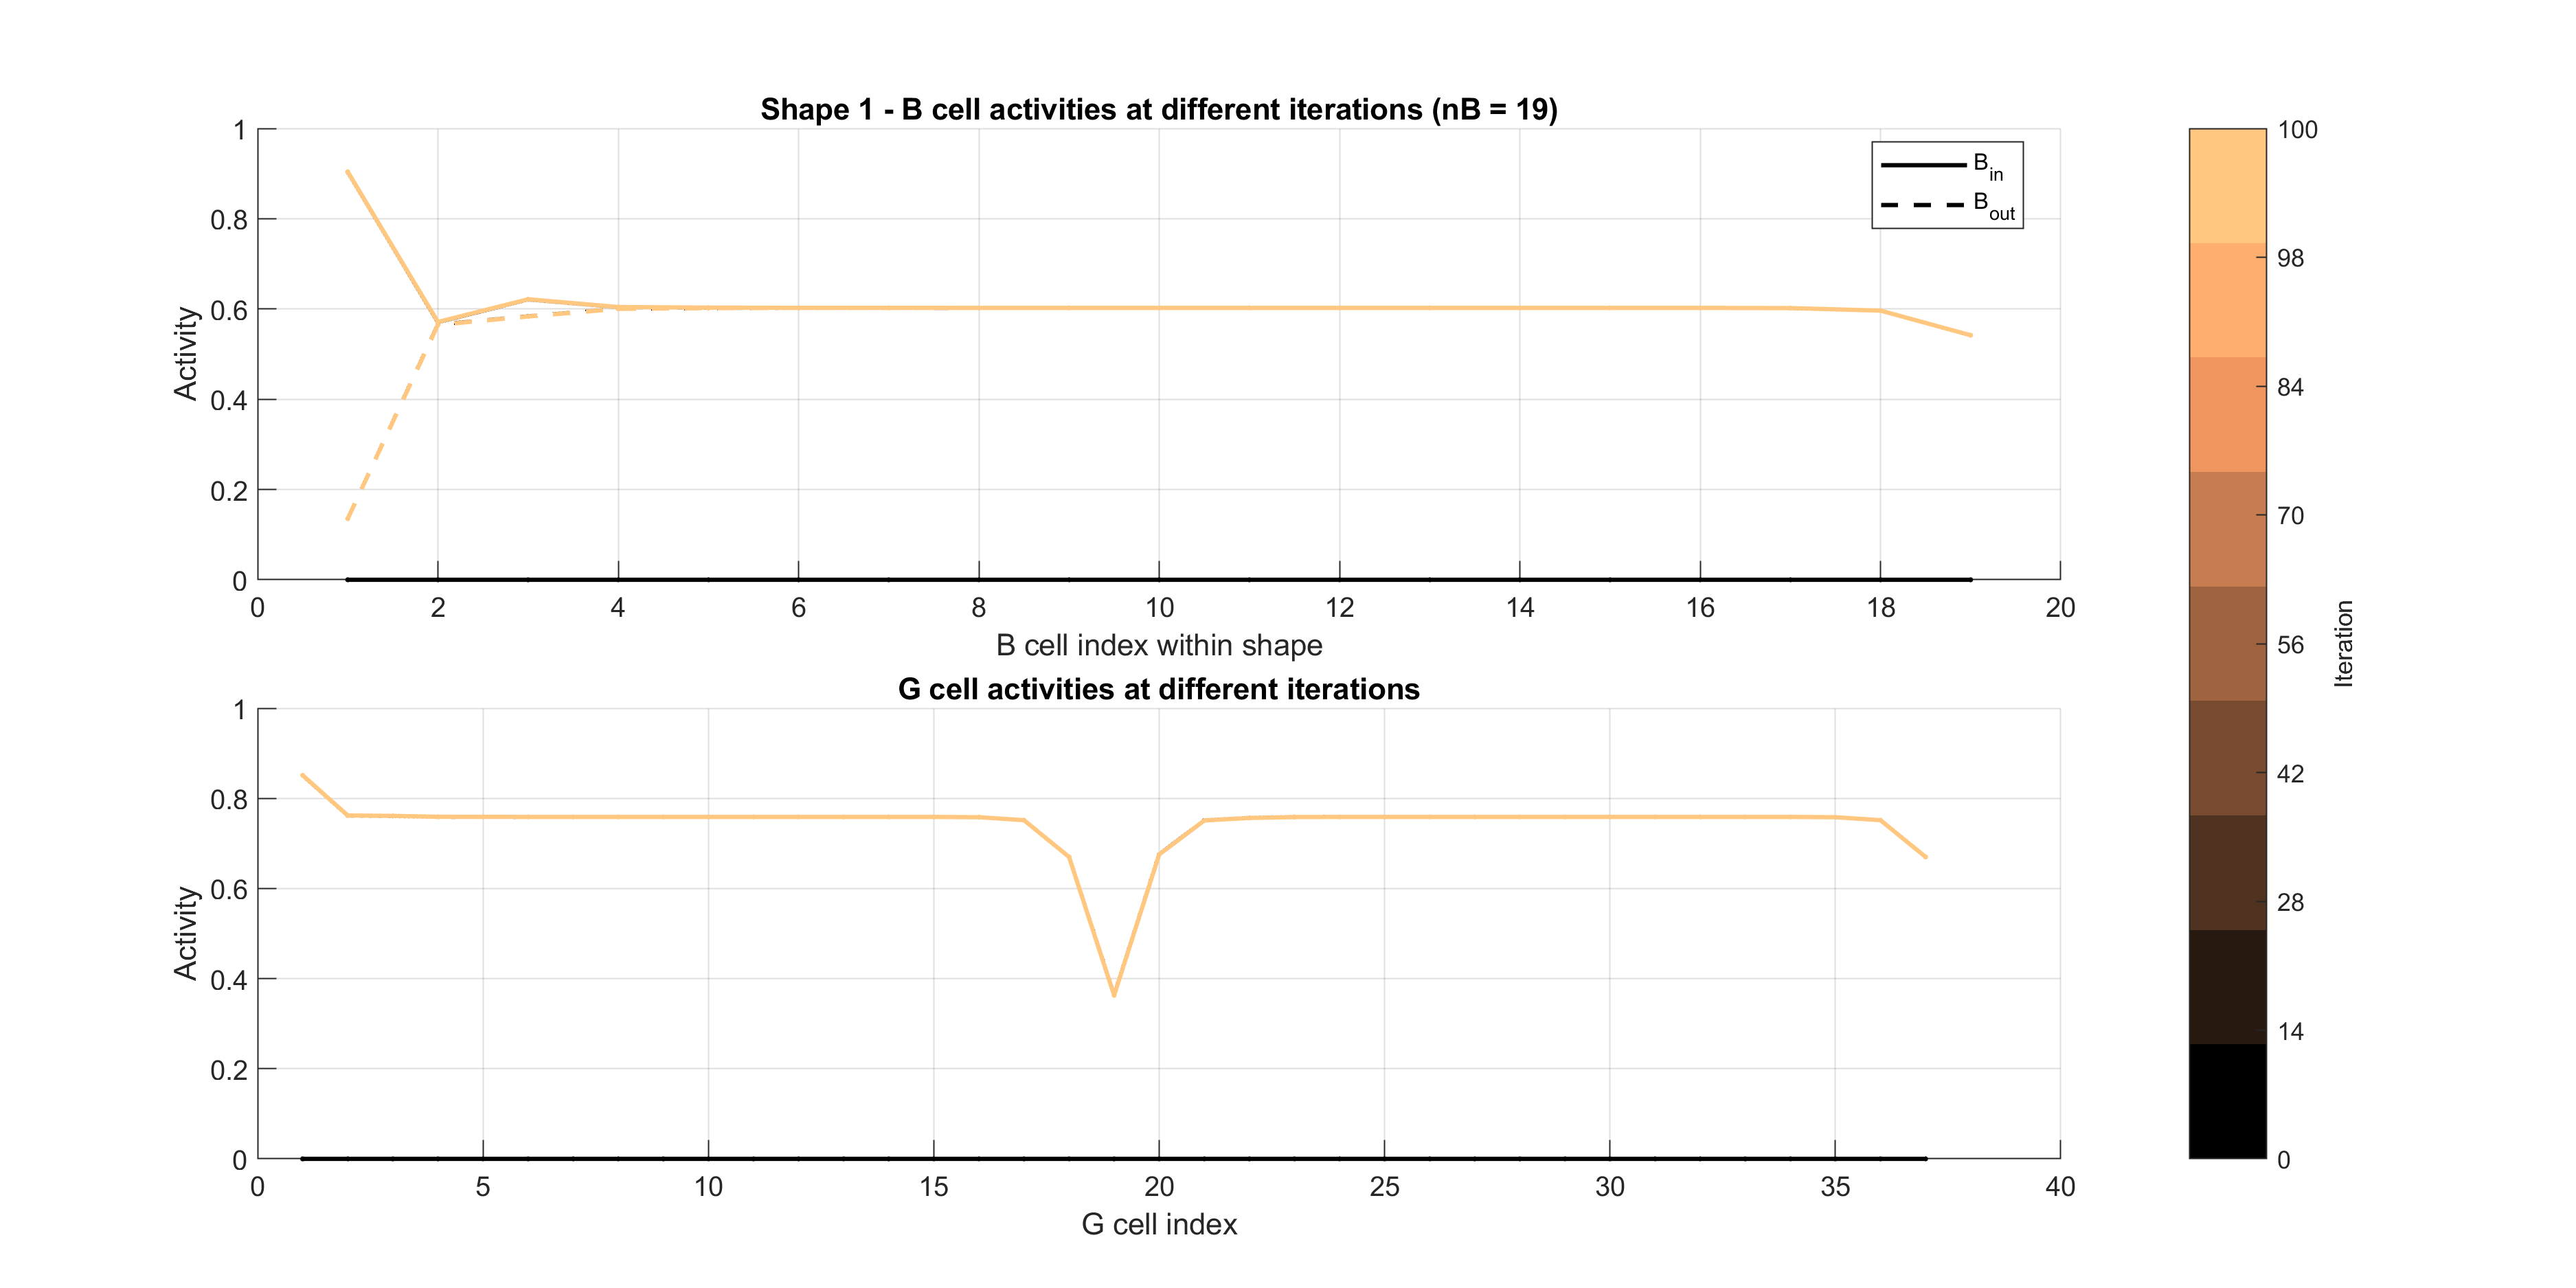 Shape 1 - B cell activities at different iterations (nB = 19)
1
0.8
0.6
0.4
0.2
0
Activity
B_in
B_out
0 2 4 6 8 10 12 14 16 18 20
B cell index within shape
G cell activities at different iterations
1
0.8
0.6
0.4
0.2
0
Activity
0 5 10 15 20 25 30 35 40
G cell index
100
98
84
70
56
42
28
14
0
Iteration